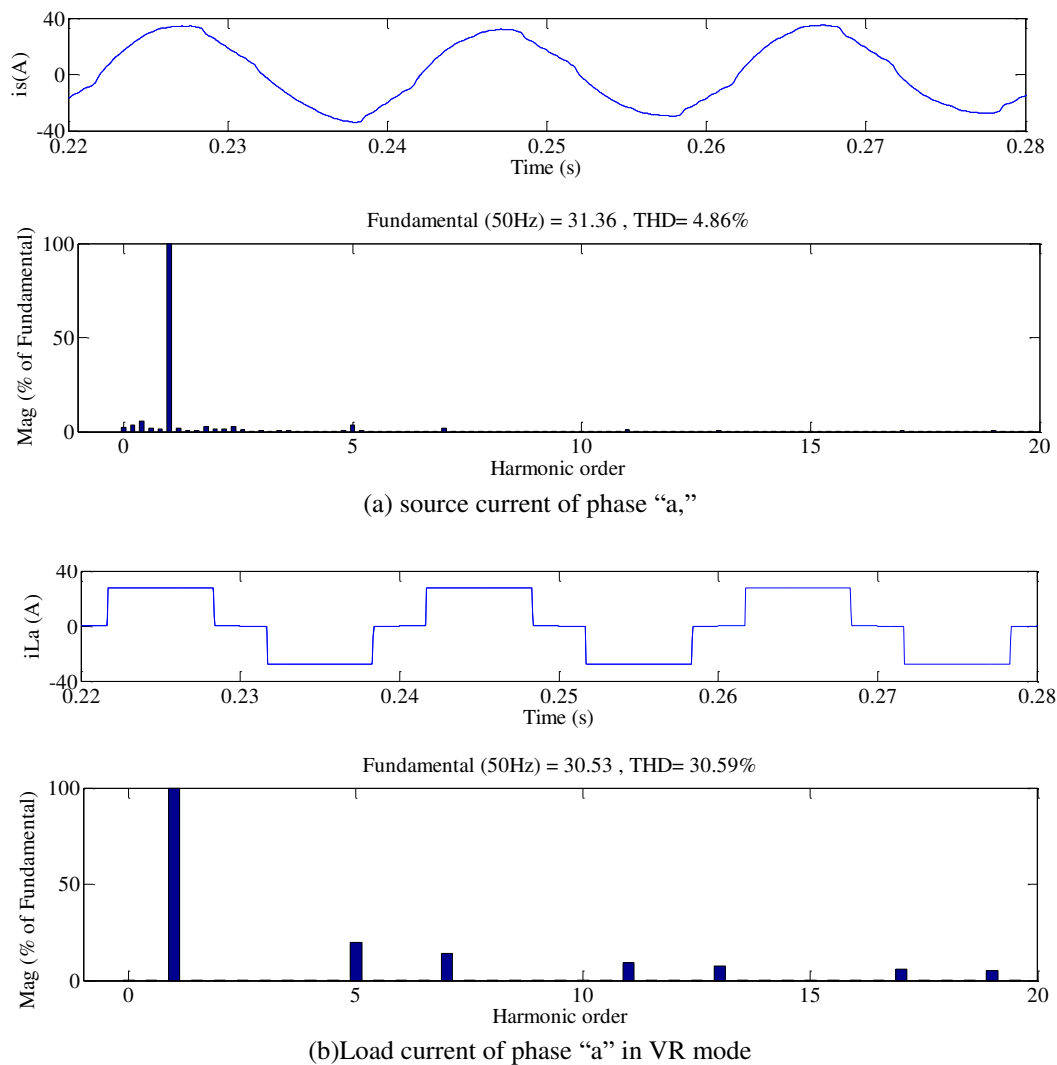 40
0
-40
is(A)
0.22 0.23 0.24 0.25 0.26 0.27 0.28
Time (s)
Fundamental (50Hz) = 31.36 , THD= 4.86%
100
50
0
Mag (% of Fundamental)
0 5 10 15 20
Harmonic order
(a) source current of phase “a,”
40
0
-40
iLa (A)
0.22 0.23 0.24 0.25 0.26 0.27 0.28
Time (s)
Fundamental (50Hz) = 30.53 , THD= 30.59%
100
50
0
Mag (% of Fundamental)
0 5 10 15 20
Harmonic order
(b)Load current of phase “a” in VR mode